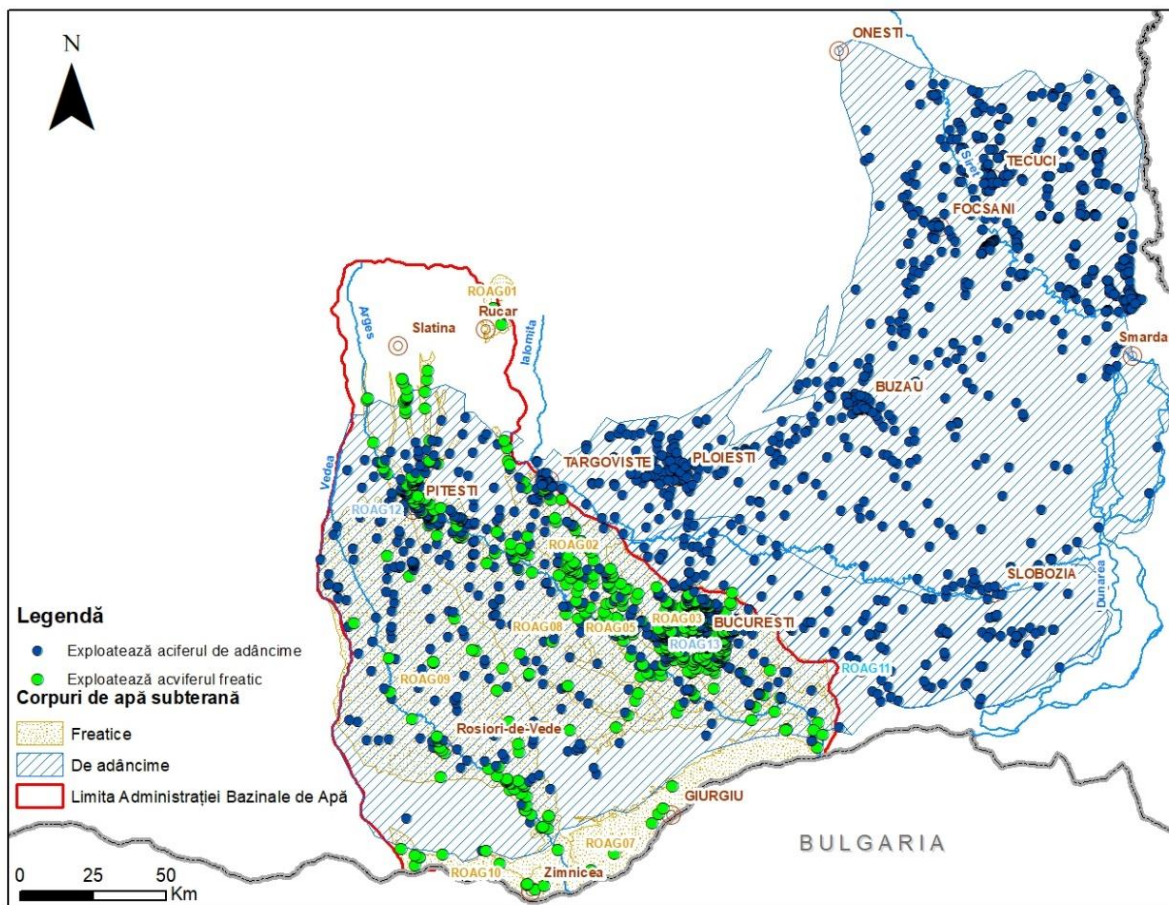 N
ONESTI
Siret
TECUCI
FOCSANI
ROAG01
Rucar
Arges
Slatina
Ialomita
Smarda
BUZAU
Vedea
TARGOVISTE
PLOIESTI
PITESTI
ROAG12
ROAG02
SLOBOZIA
Dunarea
ROAG08
ROAG05
ROAG03
BUCURESTI
ROAG13
ROAG11
ROAG09
Rosiori-de-Vede
GIURGIU
ROAG07
BULGARIA
ROAG10
Zimnicea
Legendă
Exploatează aciferul de adâncime
Exploatează acviferul freatic
Corpuri de apă subterană
Freatice
De adâncime
Limita Administrației Bazinale de Apă
0 25 50
Km